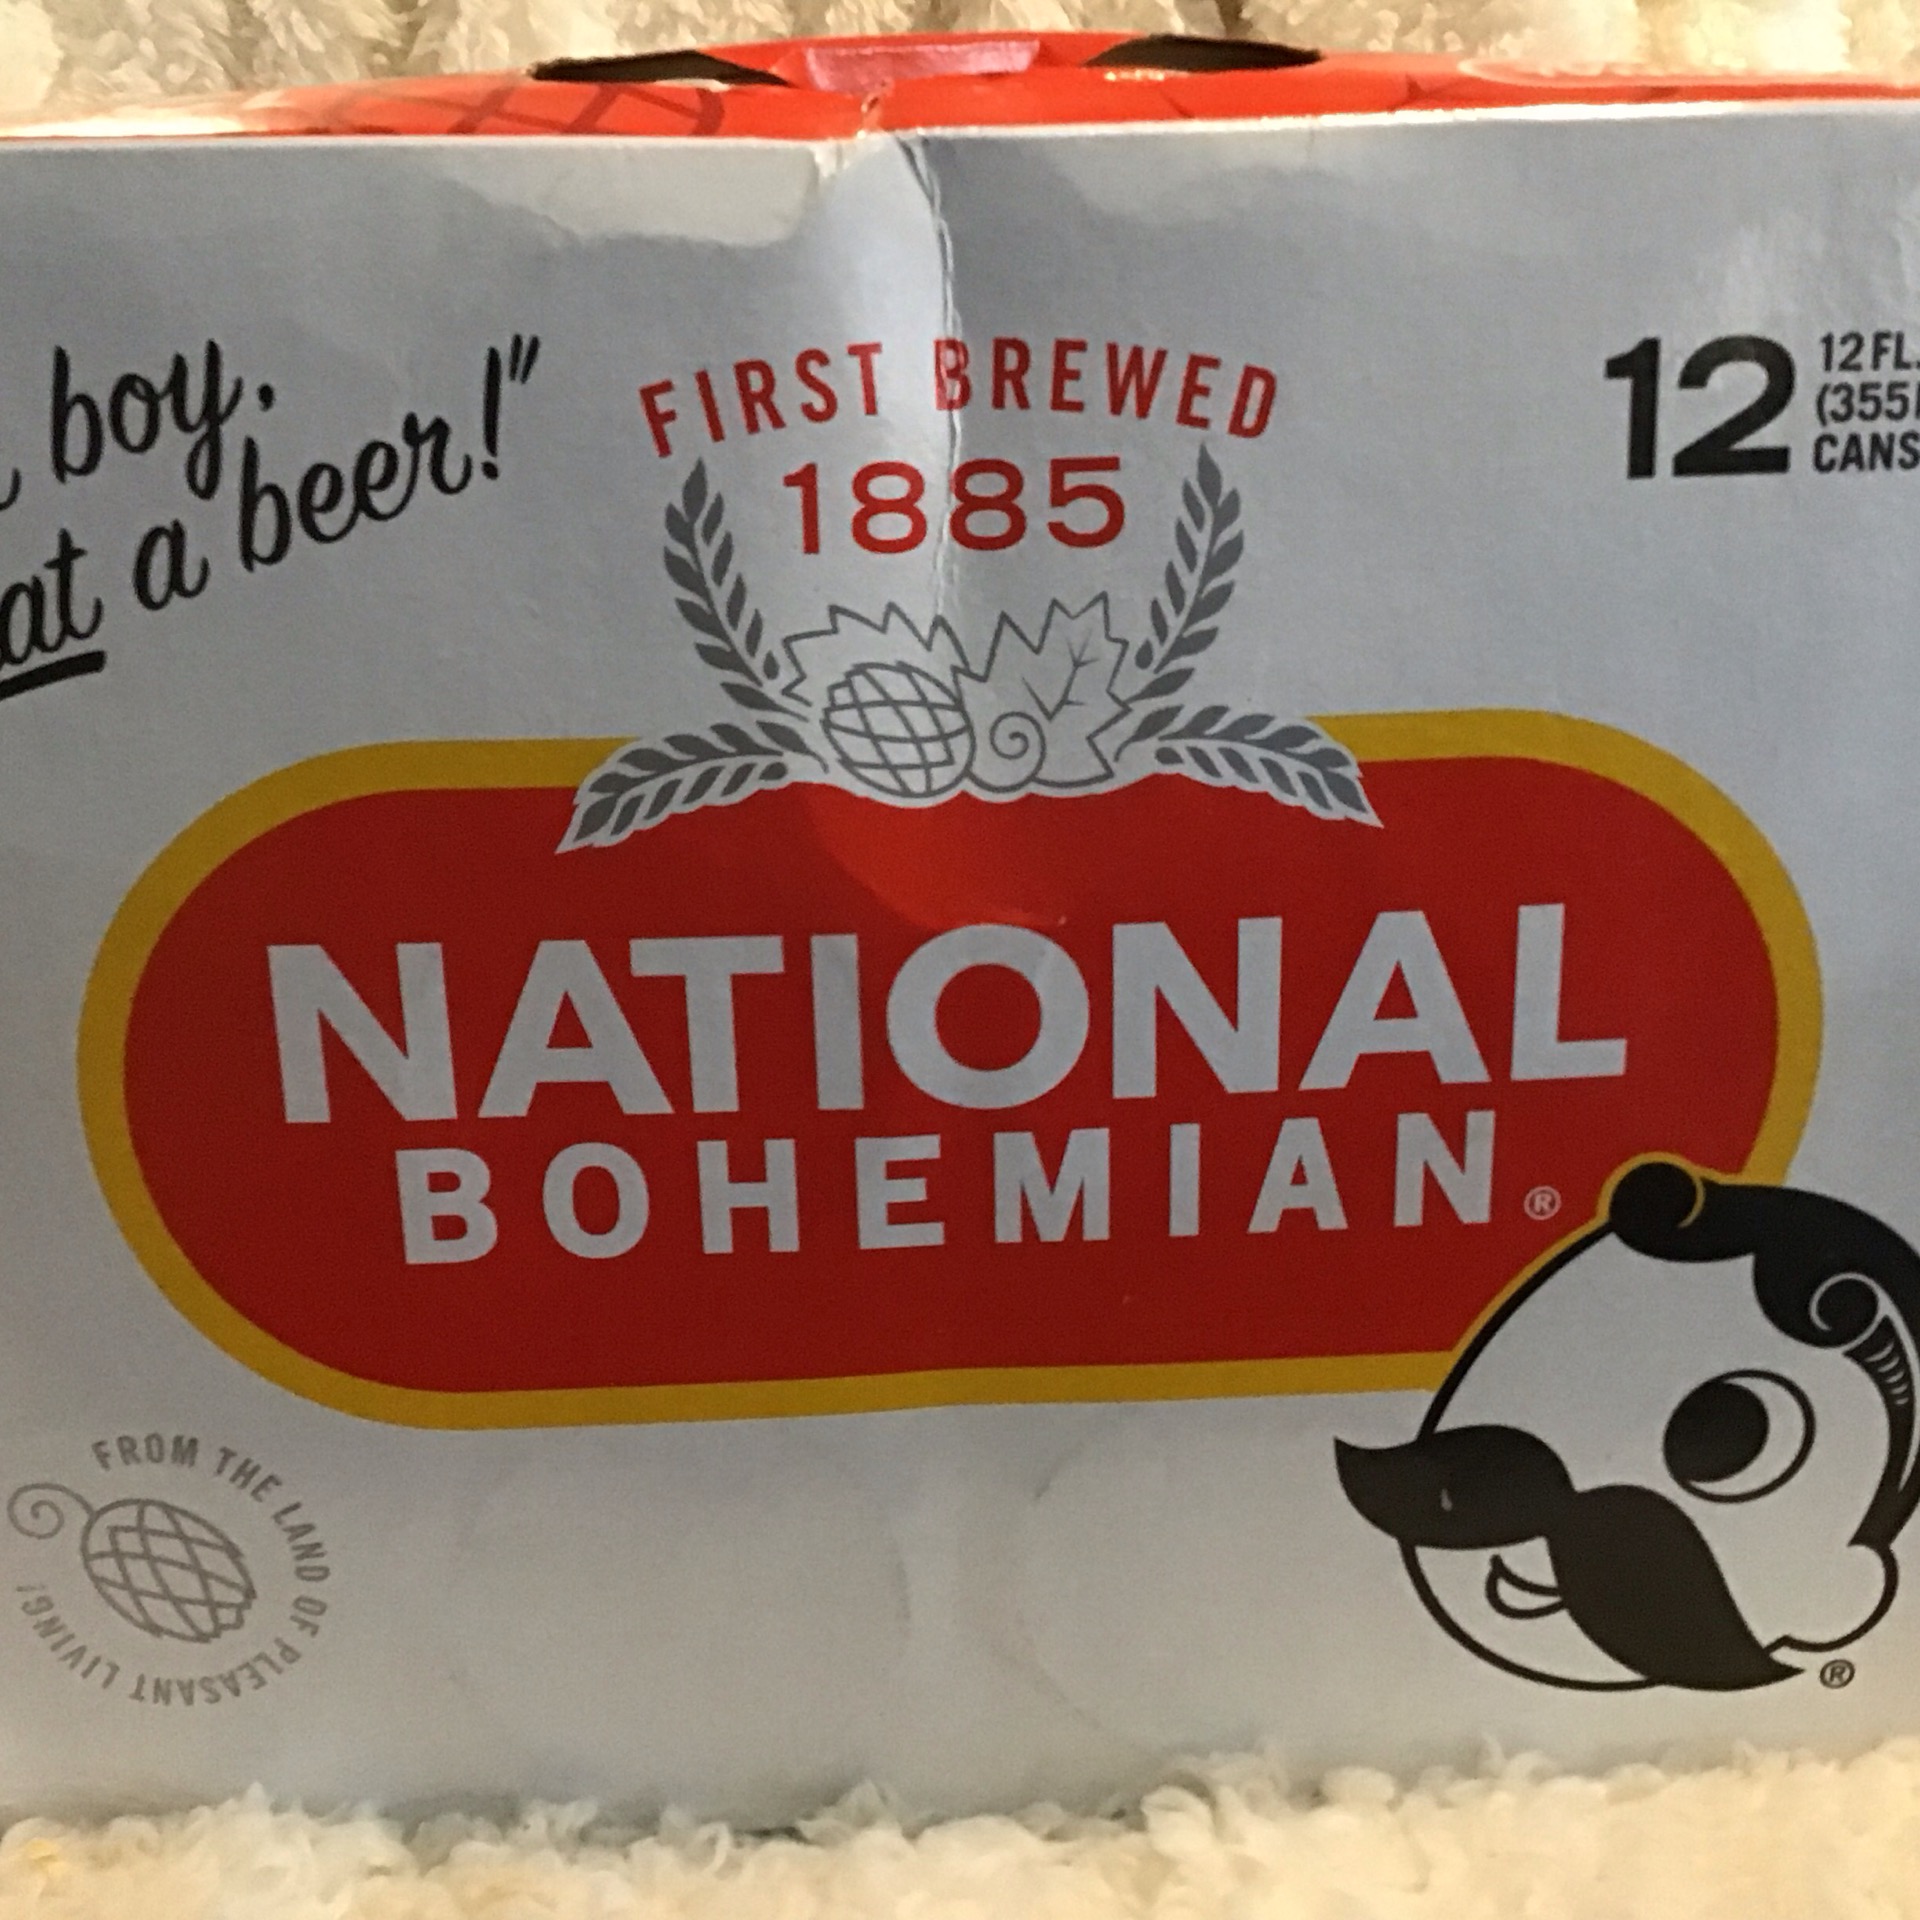 boy.
at a beer!"
FIRST BREWED
1885
12
12 FL.
(355
CANS
NATIONAL
BOHEMIAN®
FROM THE LAND OF PLEASANT LIVING!
®